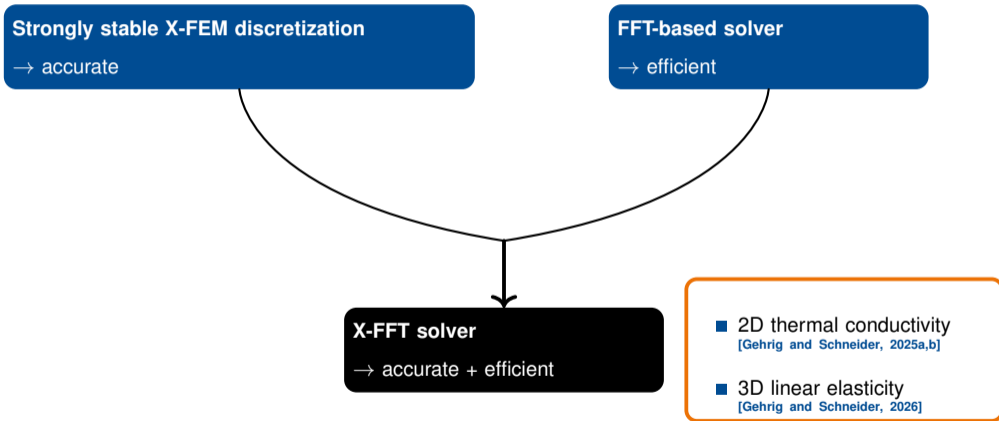 Strongly stable X-FEM discretization
→ accurate
FFT-based solver
→ efficient
X-FFT solver
→ accurate + efficient
2D thermal conductivity
[Gehrig and Schneider, 2025a,b]
3D linear elasticity
[Gehrig and Schneider, 2026]